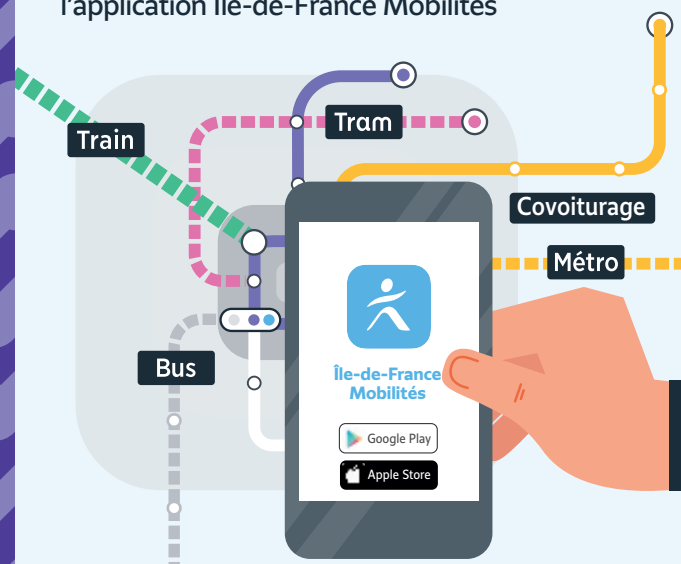 l'application Île-de-France Mobilités
Train
Tram
Covoiturage
Métro
Bus
Île-de-France
Mobilités
Google Play
Apple Store